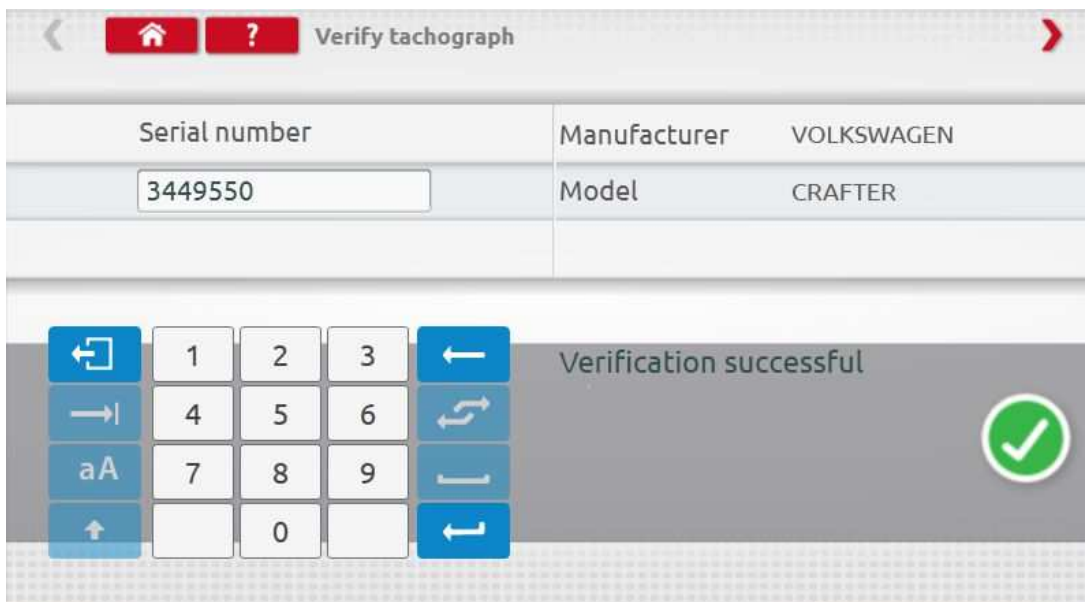 ? Verify tachograph
Serial number
3449550
Manufacturer VOLKSWAGEN
Model CRAFTER
1 2 3
4 5 6
aA 7 8 9
0
Verification successful